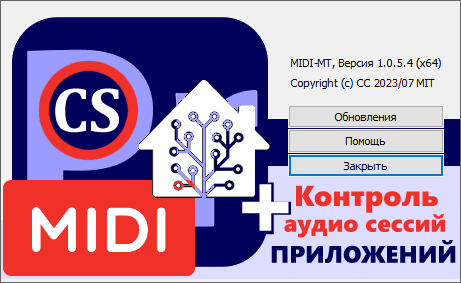 Pr
CS
MIDI-MT, Версия 1.0.5.4 (x64)
Copyright (c) CC 2023/07 MIT
Обновления
Помощь
Закрыть
MIDI
+ Контроль
аудио сессий
ПРИЛОЖЕНИЙ